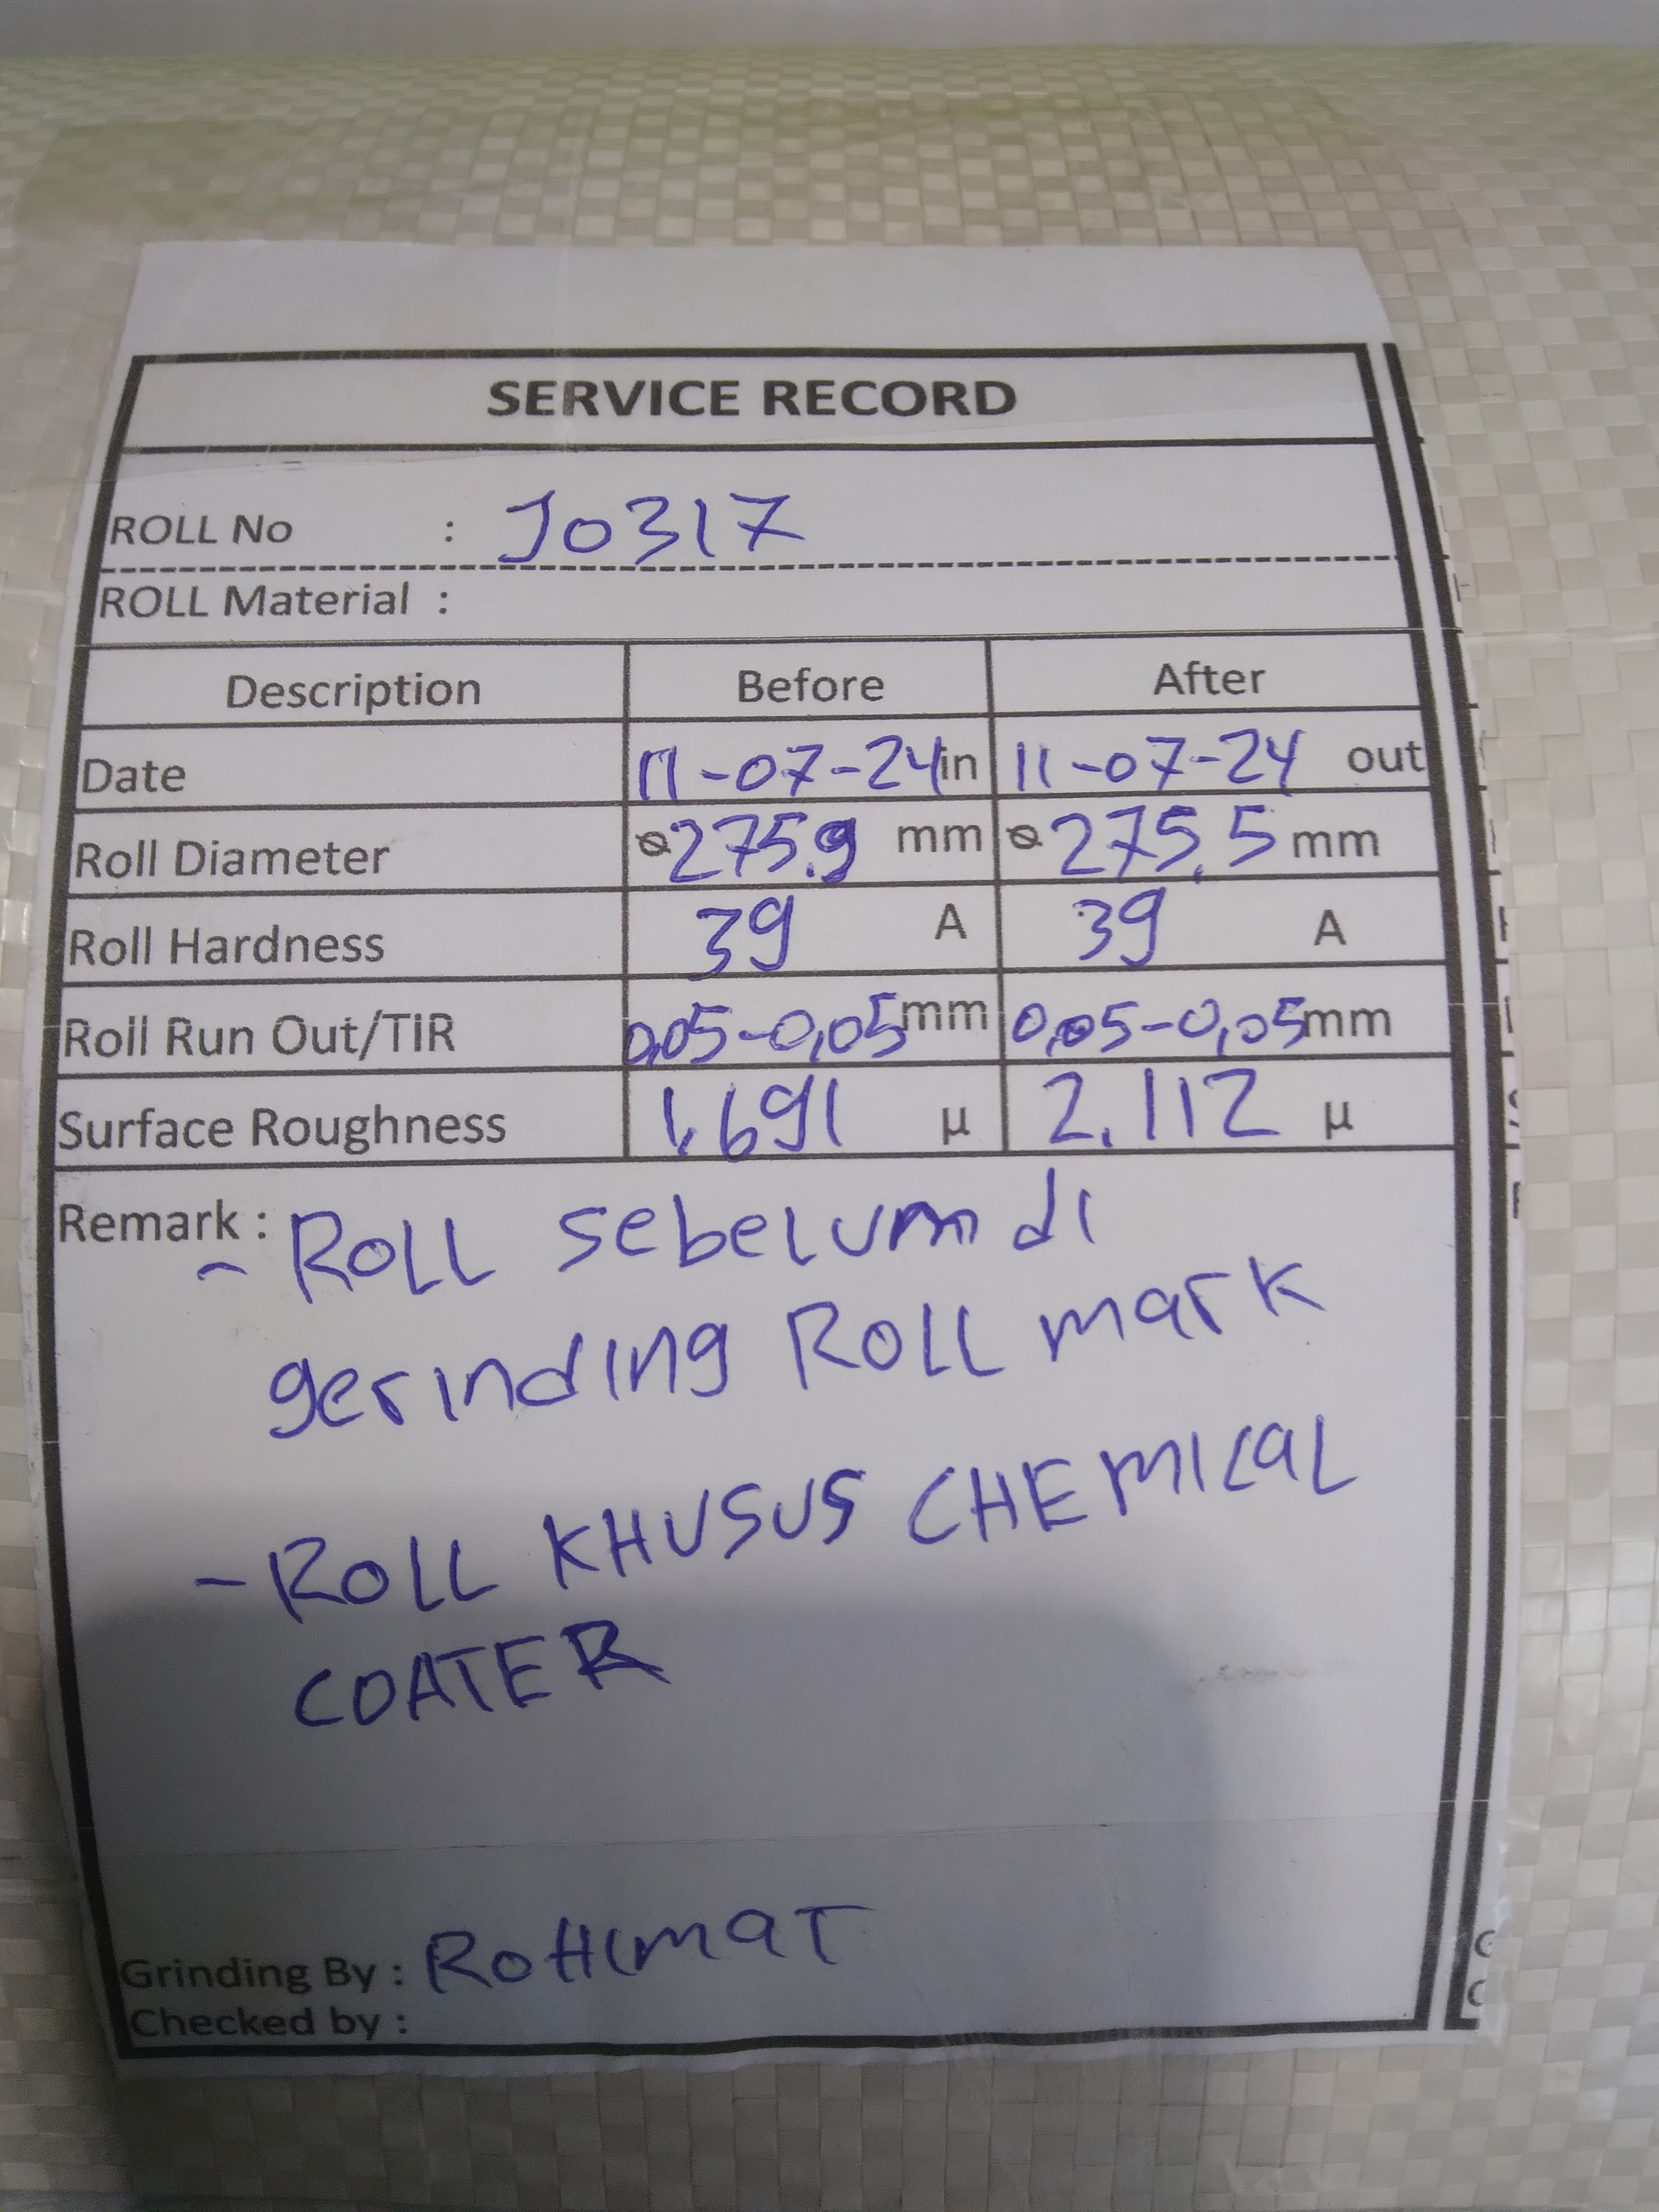 SERVICE RECORD
ROLL No : J0317
ROLL Material :
Description Before After
Date 11-07-24 in 11-07-24 out
Roll Diameter ⌀275.9 mm ⌀275.5 mm
Roll Hardness 39 A 39 A
Roll Run Out/TIR 0,05-0,05 mm 0,05-0,05 mm
Surface Roughness 1,691 µ 2.112 µ
Remark :
- ROLL sebelum di
gerinding ROLL mark
- ROLL KHUSUS CHEMICAL
COATER
Grinding By : ROHMAT
Checked by :